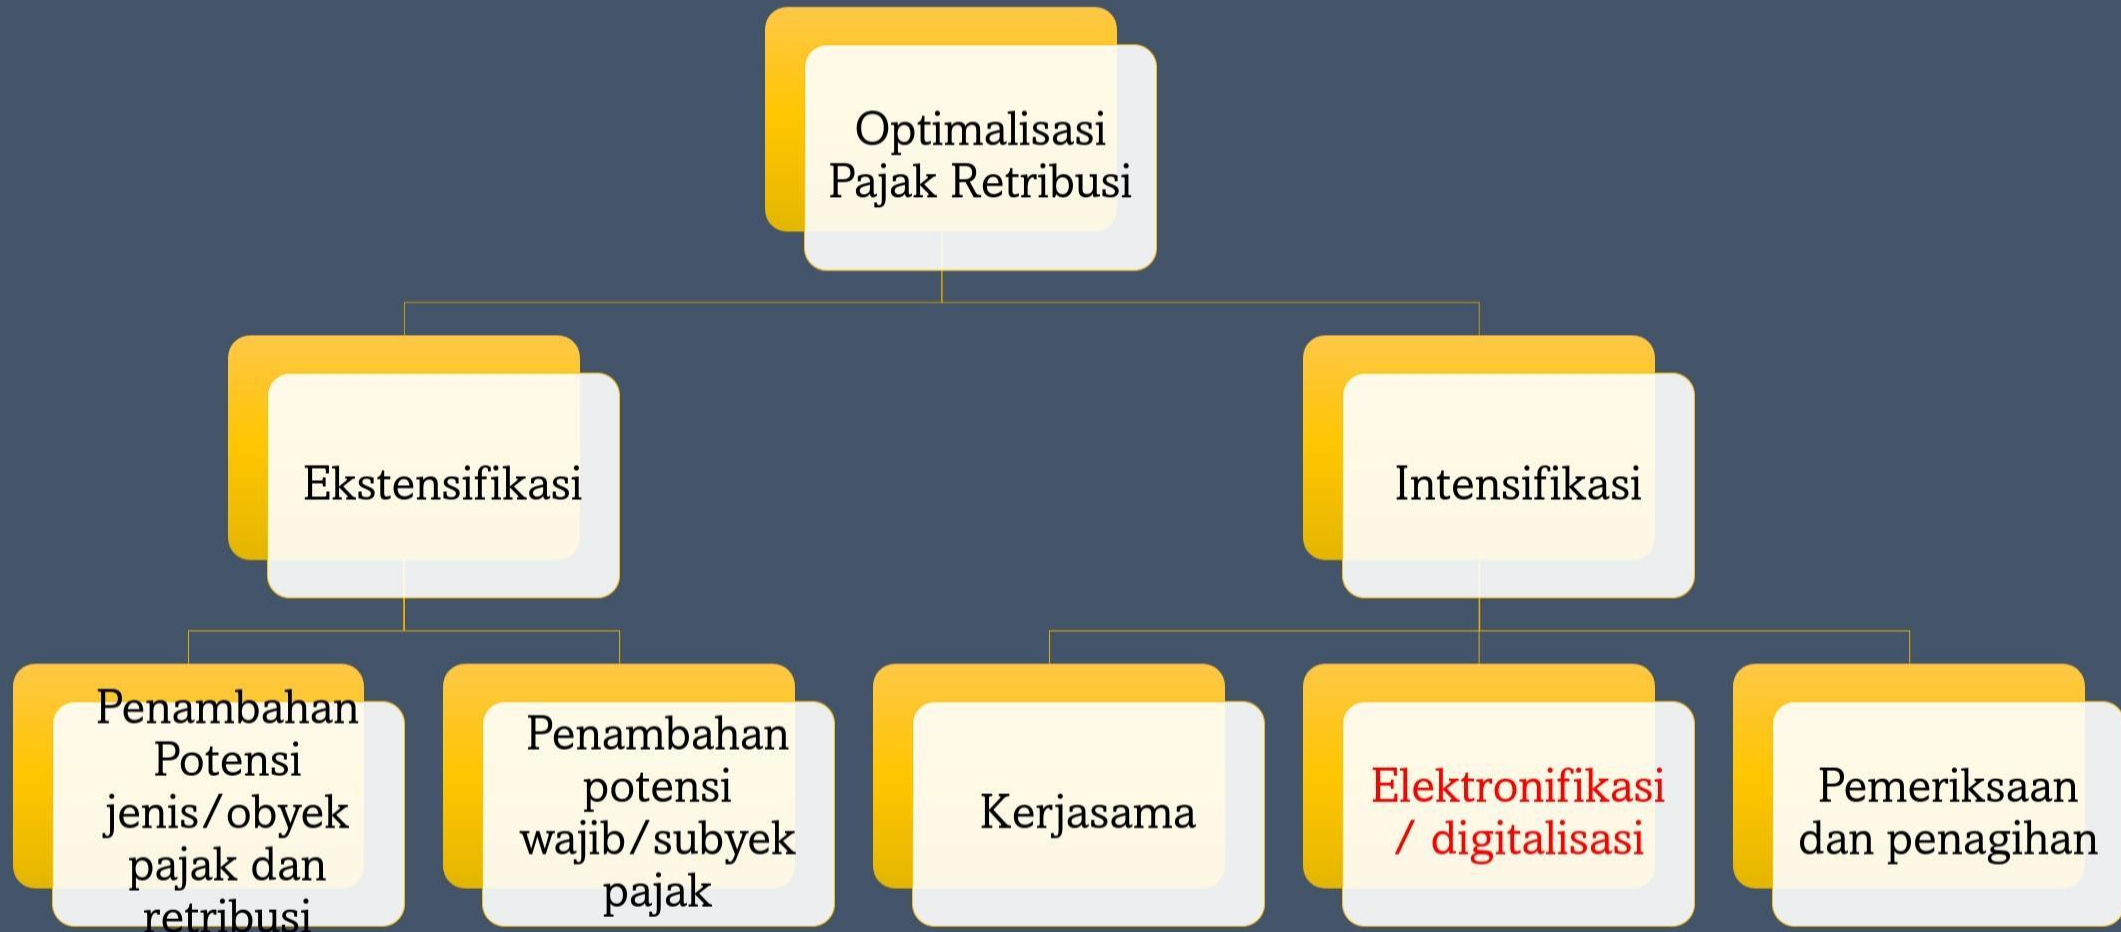 Optimalisasi
Pajak Retribusi
Ekstensifikasi
Intensifikasi
Penambahan
Potensi
jenis/obyek
pajak dan
retribusi
Penambahan
potensi
wajib/subyek
pajak
Kerjasama
Elektronifikasi
/ digitalisasi
Pemeriksaan
dan penagihan